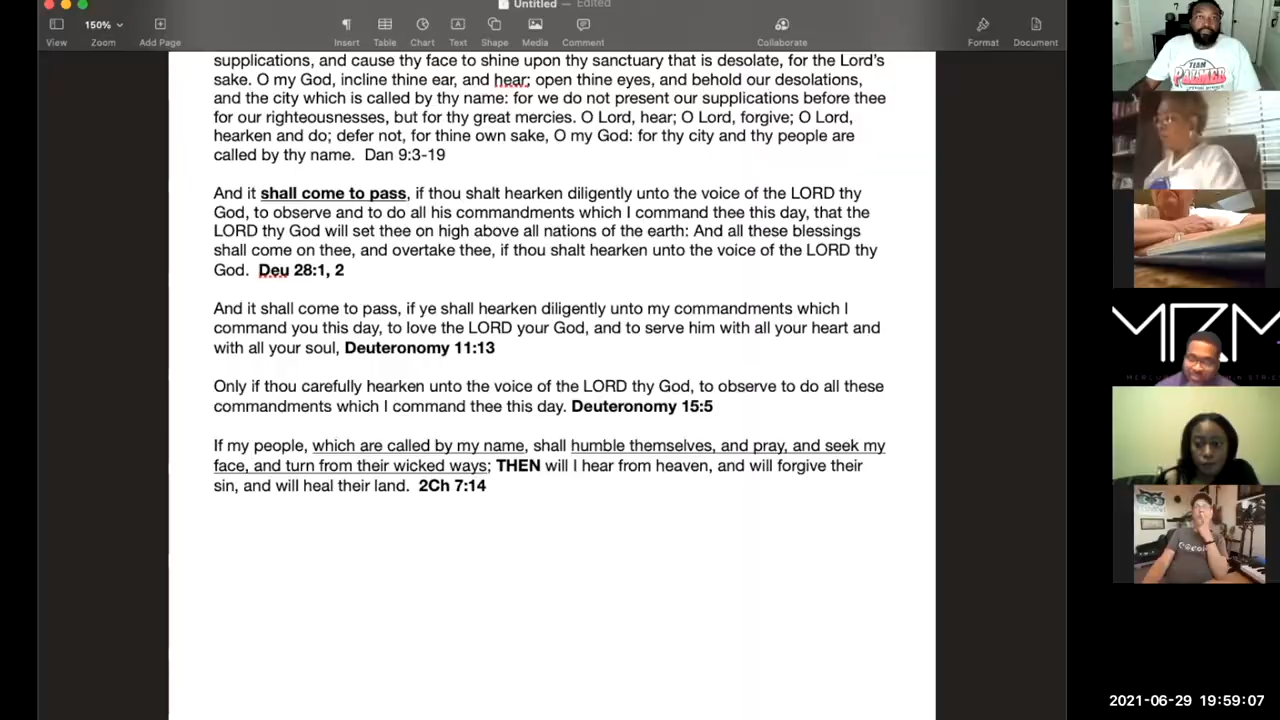 Untitled — Edited
150%
View Zoom Add Page Insert Table Chart Text Shape Media Comment Collaborate Format Document
supplications, and cause thy face to shine upon thy sanctuary that is desolate, for the Lord's
sake. O my God, incline thine ear, and hear; open thine eyes, and behold our desolations,
and the city which is called by thy name: for we do not present our supplications before thee
for our righteousnesses, but for thy great mercies. O Lord, hear; O Lord, forgive; O Lord,
hearken and do; defer not, for thine own sake, O my God: for thy city and thy people are
called by thy name. Dan 9:3-19
And it shall come to pass, if thou shalt hearken diligently unto the voice of the LORD thy
God, to observe and to do all his commandments which I command thee this day, that the
LORD thy God will set thee on high above all nations of the earth: And all these blessings
shall come on thee, and overtake thee, if thou shalt hearken unto the voice of the LORD thy
God. Deu 28:1, 2
And it shall come to pass, if ye shall hearken diligently unto my commandments which I
command you this day, to love the LORD your God, and to serve him with all your heart and
with all your soul, Deuteronomy 11:13
Only if thou carefully hearken unto the voice of the LORD thy God, to observe to do all these
commandments which I command thee this day. Deuteronomy 15:5
If my people, which are called by my name, shall humble themselves, and pray, and seek my
face, and turn from their wicked ways; THEN will I hear from heaven, and will forgive their
sin, and will heal their land. 2Ch 7:14
TEAM
PALMER
MRM
2021-06-29 19:59:07